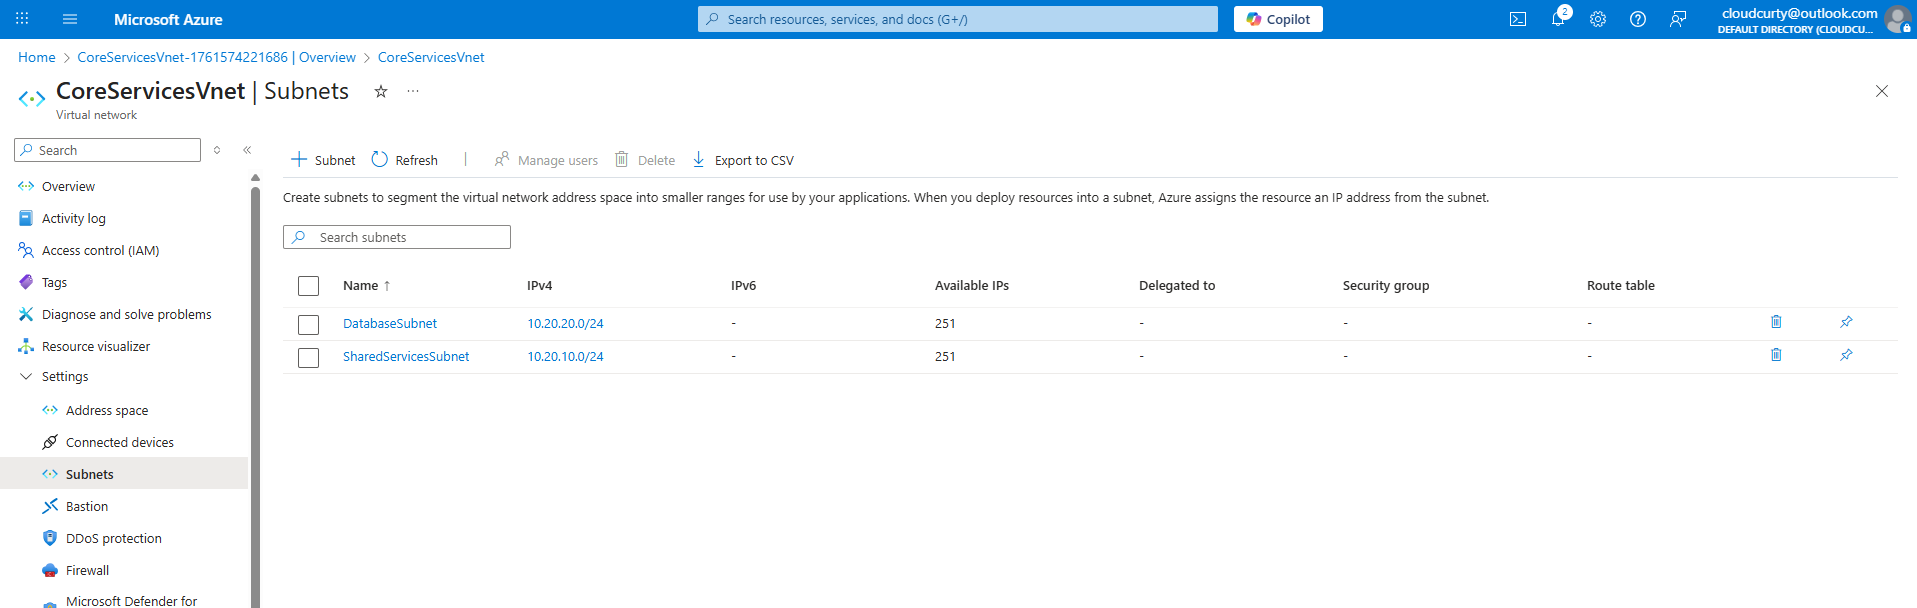 Microsoft Azure
Search resources, services, and docs (G+/)
Copilot
2
cloudcurty@outlook.com
DEFAULT DIRECTORY (CLOUDCU...
Home > CoreServicesVnet-1761574221686 | Overview > CoreServicesVnet
CoreServicesVnet | Subnets
Virtual network
Search
Overview
Activity log
Access control (IAM)
Tags
Diagnose and solve problems
Resource visualizer
Settings
Address space
Connected devices
Subnets
Bastion
DDoS protection
Firewall
Microsoft Defender for
Subnet Refresh Manage users Delete Export to CSV
Create subnets to segment the virtual network address space into smaller ranges for use by your applications. When you deploy resources into a subnet, Azure assigns the resource an IP address from the subnet.
Search subnets
Name ↑ IPv4 IPv6 Available IPs Delegated to Security group Route table
DatabaseSubnet 10.20.20.0/24 - 251 - - -
SharedServicesSubnet 10.20.10.0/24 - 251 - - -